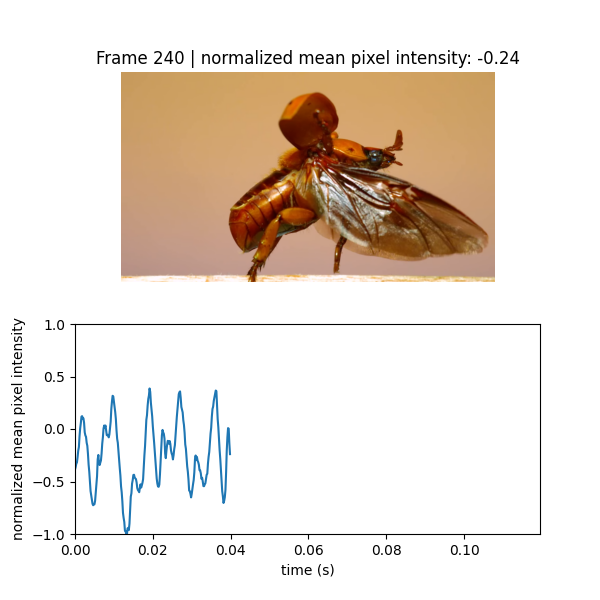 Frame 240 | normalized mean pixel intensity: -0.24
1.0
0.5
0.0
−0.5
−1.0
normalized mean pixel intensity
0.00 0.02 0.04 0.06 0.08 0.10
time (s)